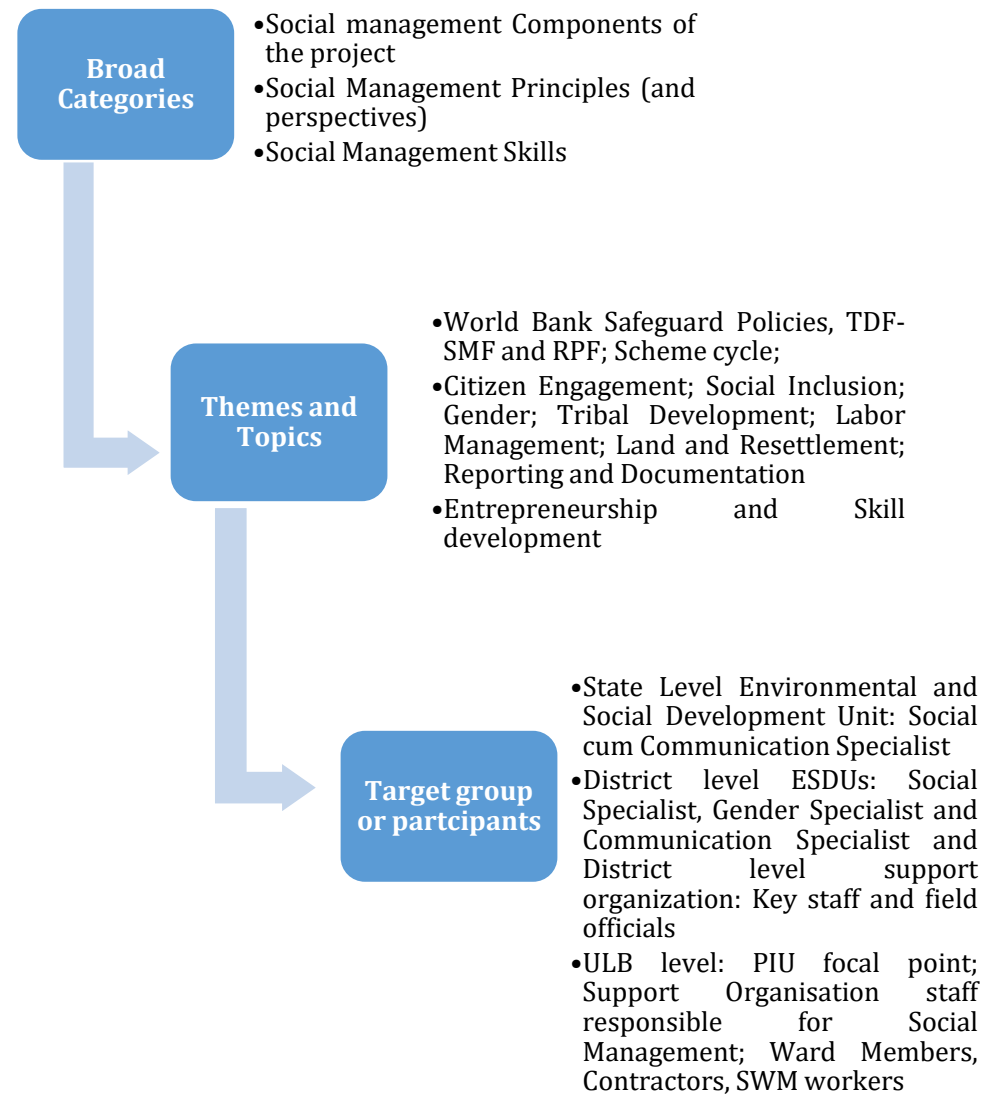 Broad
Categories
•Social management Components of
the project
•Social Management Principles (and
perspectives)
•Social Management Skills
Themes and
Topics
•World Bank Safeguard Policies, TDF-
SMF and RPF; Scheme cycle;
•Citizen Engagement; Social Inclusion;
Gender; Tribal Development; Labor
Management; Land and Resettlement;
Reporting and Documentation
•Entrepreneurship and Skill
development
Target group
or partcipants
•State Level Environmental and
Social Development Unit: Social
cum Communication Specialist
•District level ESDUs: Social
Specialist, Gender Specialist and
Communication Specialist and
District level support
organization: Key staff and field
officials
•ULB level: PIU focal point;
Support Organisation staff
responsible for Social
Management; Ward Members,
Contractors, SWM workers